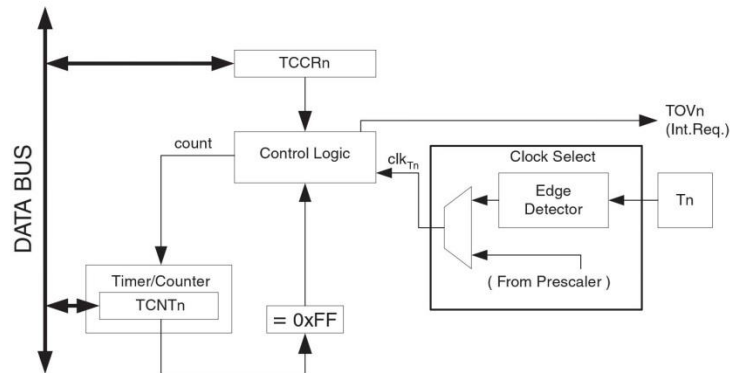 TCCRn
TOVn
(Int.Req.)
count
Control Logic
clkTn
Clock Select
Edge
Detector
Tn
DATA BUS
Timer/Counter
TCNTn
( From Prescaler )
= 0xFF